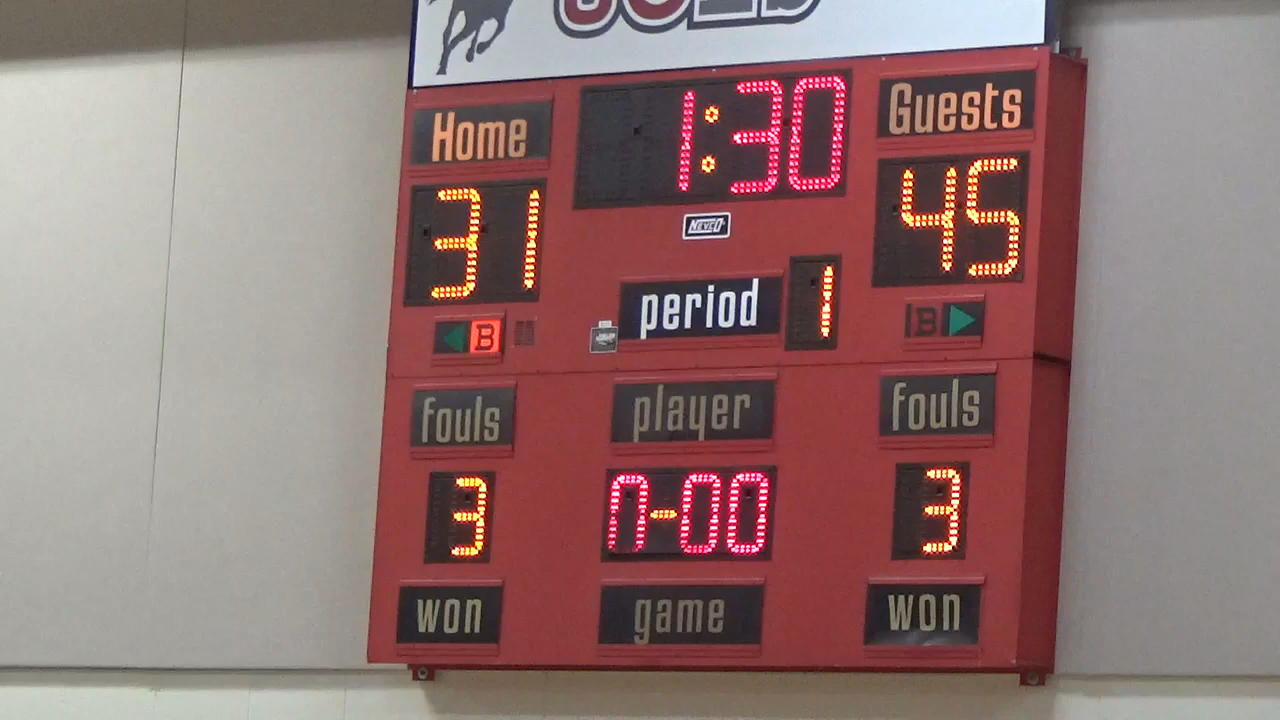 Home 1:30 Guests
31 45
NEVCO
period 1
B B
fouls player fouls
3 0-00 3
won game won